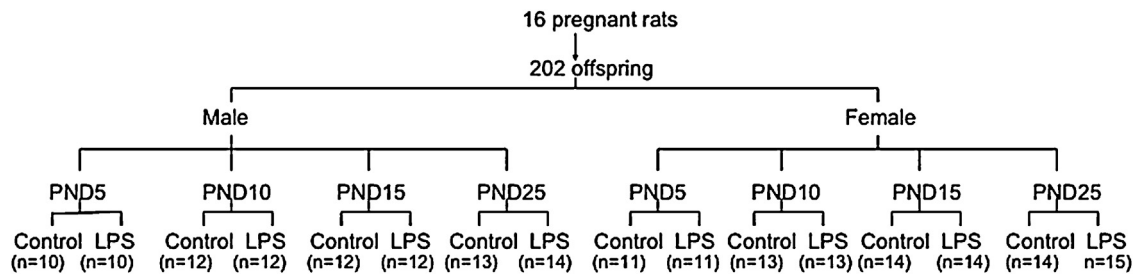 16 pregnant rats
202 offspring
Male Female
PND5 PND10 PND15 PND25 PND5 PND10 PND15 PND25
Control LPS Control LPS Control LPS Control LPS Control LPS Control LPS Control LPS Control LPS
(n=10) (n=10) (n=12) (n=12) (n=12) (n=12) (n=13) (n=14) (n=11) (n=11) (n=13) (n=13) (n=14) (n=14) (n=14) n=15)